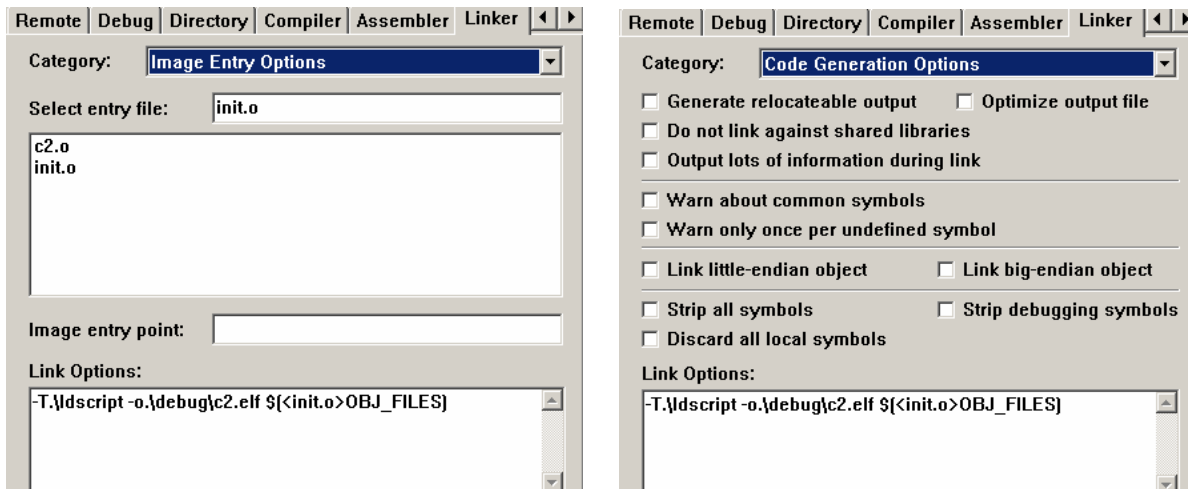 Remote Debug Directory Compiler Assembler Linker
Category: Image Entry Options
Select entry file: init.o
c2.o
init.o
Image entry point:
Link Options:
-T.\ldscript -o.\debug\c2.elf $(<init.o>OBJ_FILES)
Remote Debug Directory Compiler Assembler Linker
Category: Code Generation Options
Generate relocateable output Optimize output file
Do not link against shared libraries
Output lots of information during link
Warn about common symbols
Warn only once per undefined symbol
Link little-endian object Link big-endian object
Strip all symbols Strip debugging symbols
Discard all local symbols
Link Options:
-T.\ldscript -o.\debug\c2.elf $(<init.o>OBJ_FILES)